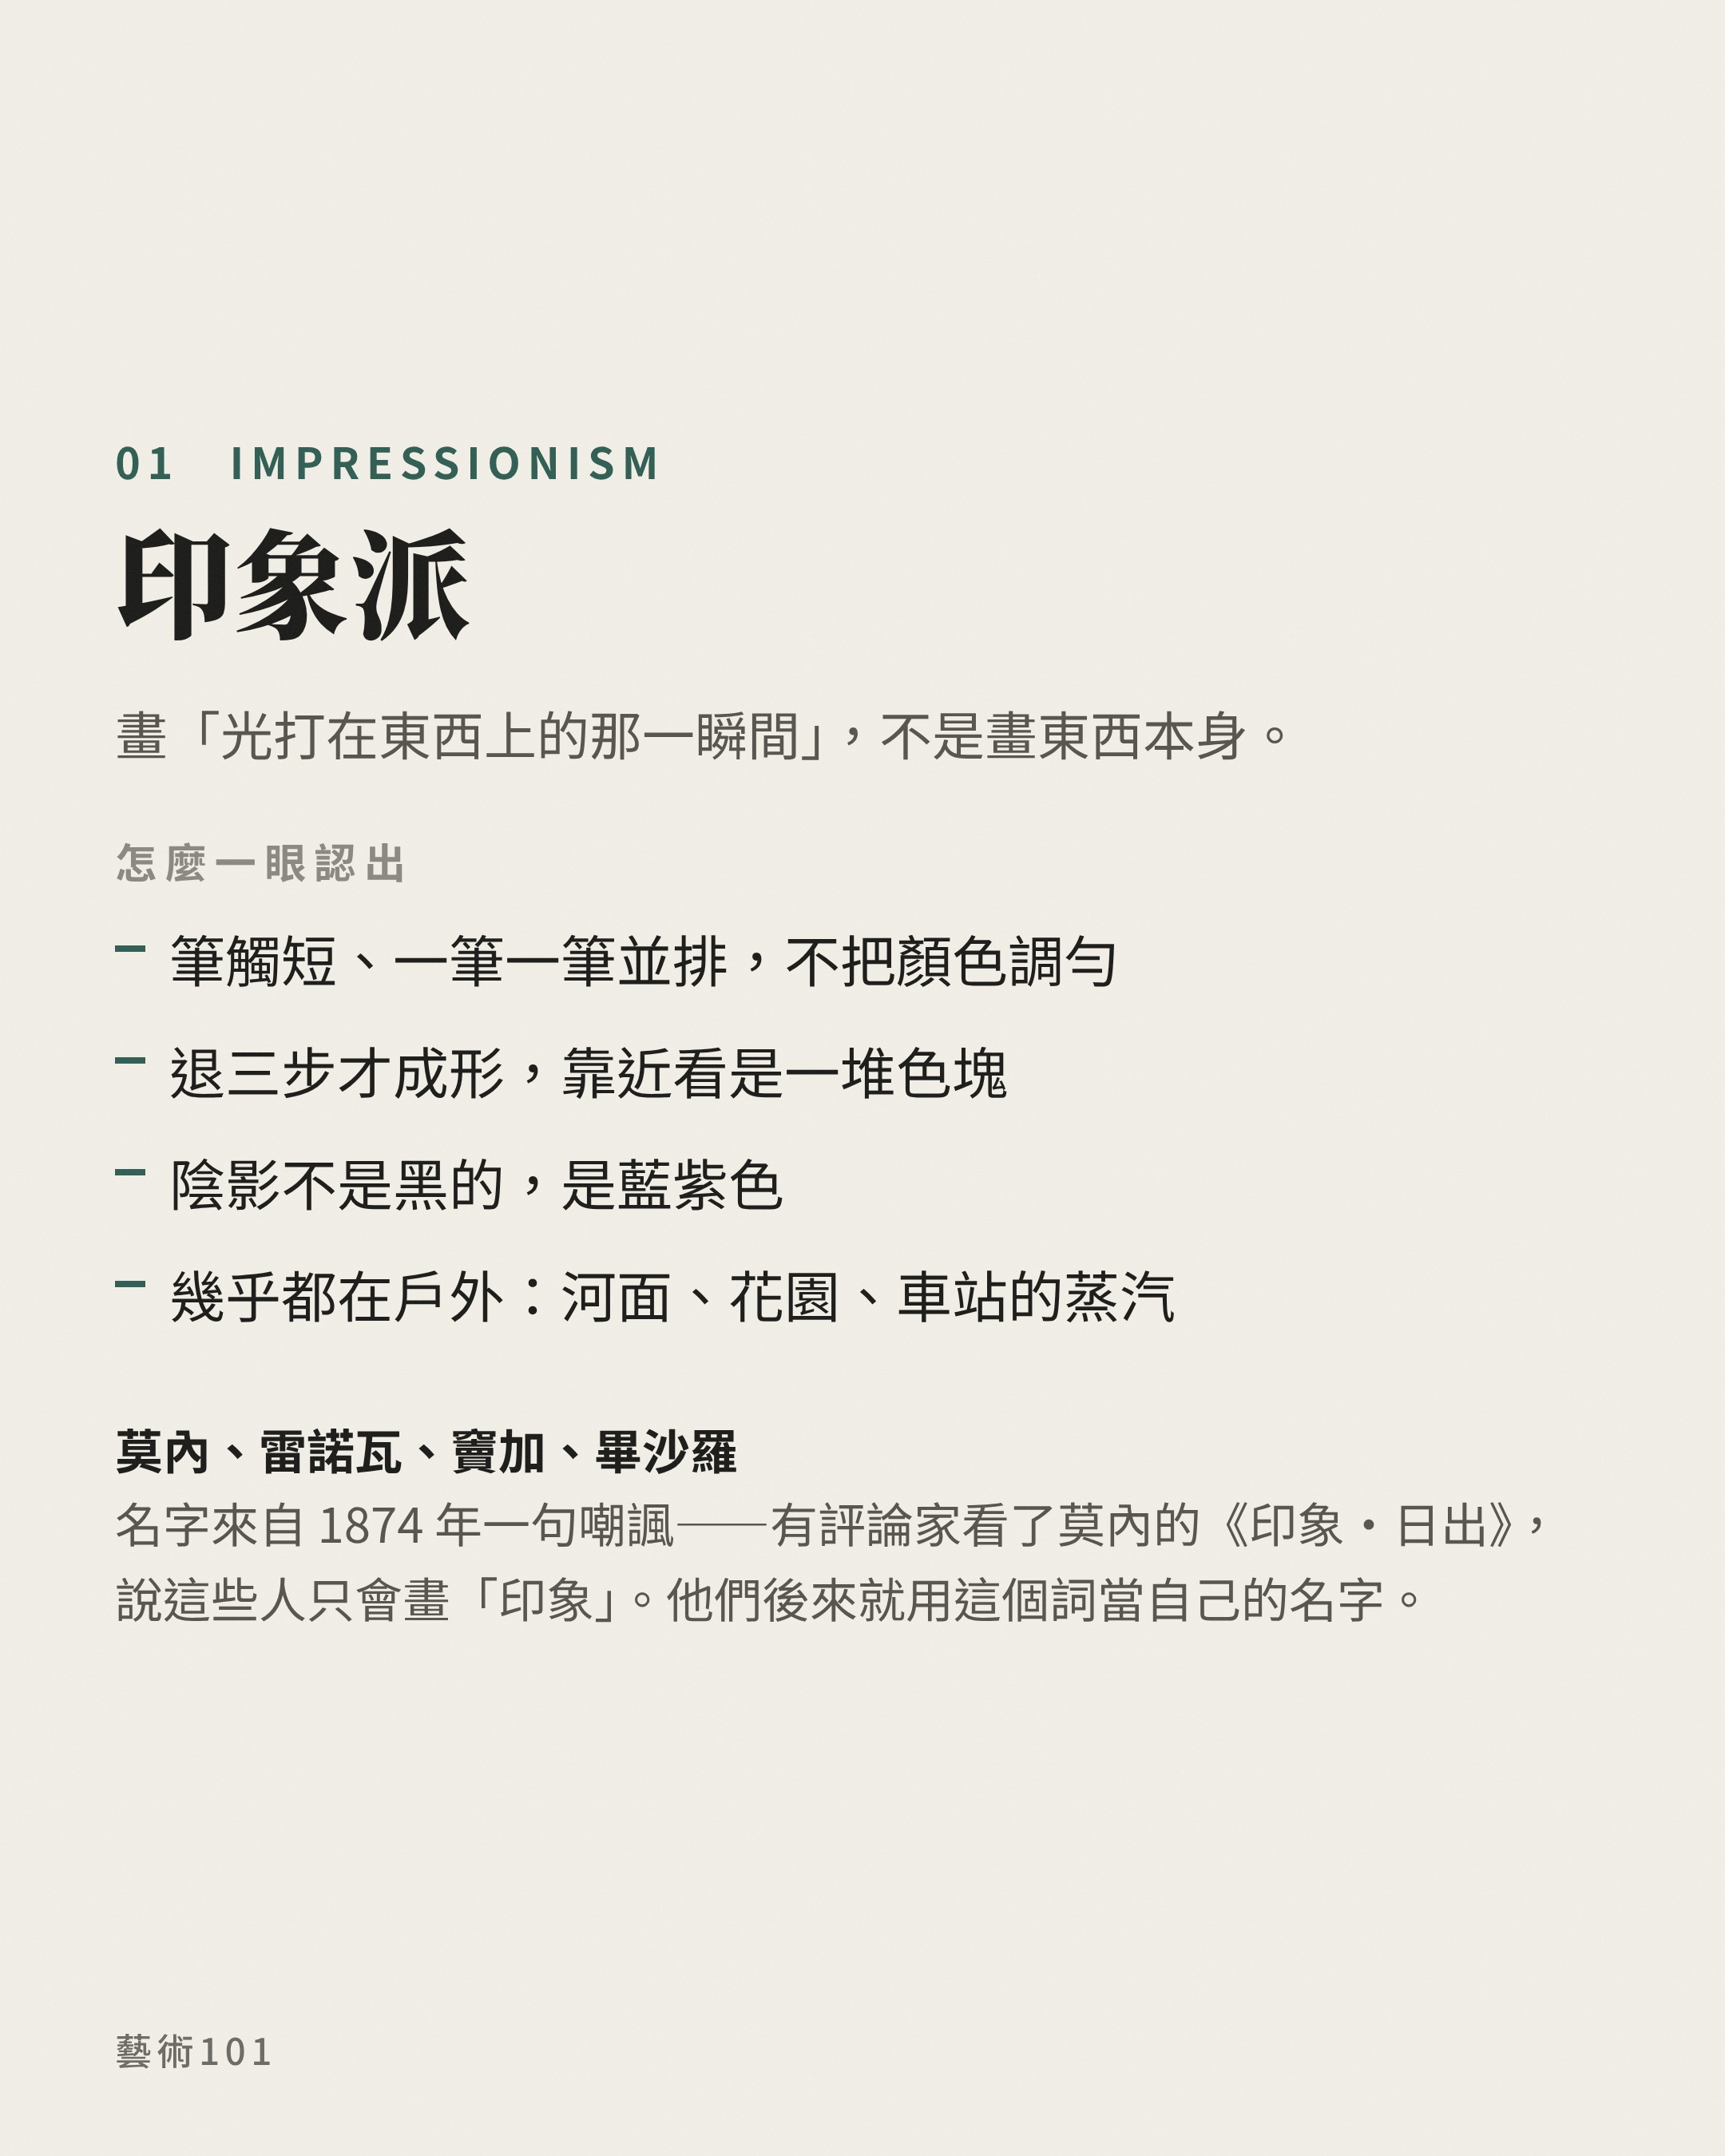 01 IMPRESSIONISM
印象派
畫「光打在東西上的那一瞬間」，不是畫東西本身。
怎麼一眼認出
筆觸短、一筆一筆並排，不把顏色調勻
退三步才成形，靠近看是一堆色塊
陰影不是黑的，是藍紫色
幾乎都在戶外：河面、花園、車站的蒸汽
莫內、雷諾瓦、竇加、畢沙羅
名字來自 1874 年一句嘲諷——有評論家看了莫內的《印象・日出》，
說這些人只會畫「印象」。他們後來就用這個詞當自己的名字。
藝術101